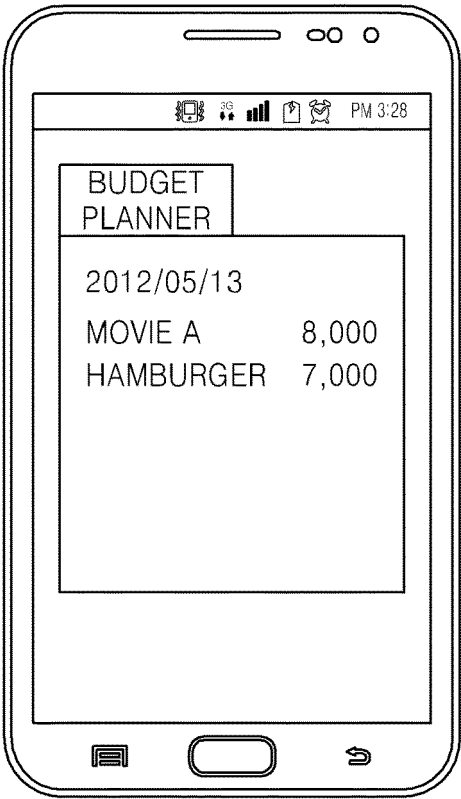 3G PM 3:28
BUDGET
PLANNER
2012/05/13
MOVIE A 8,000
HAMBURGER 7,000